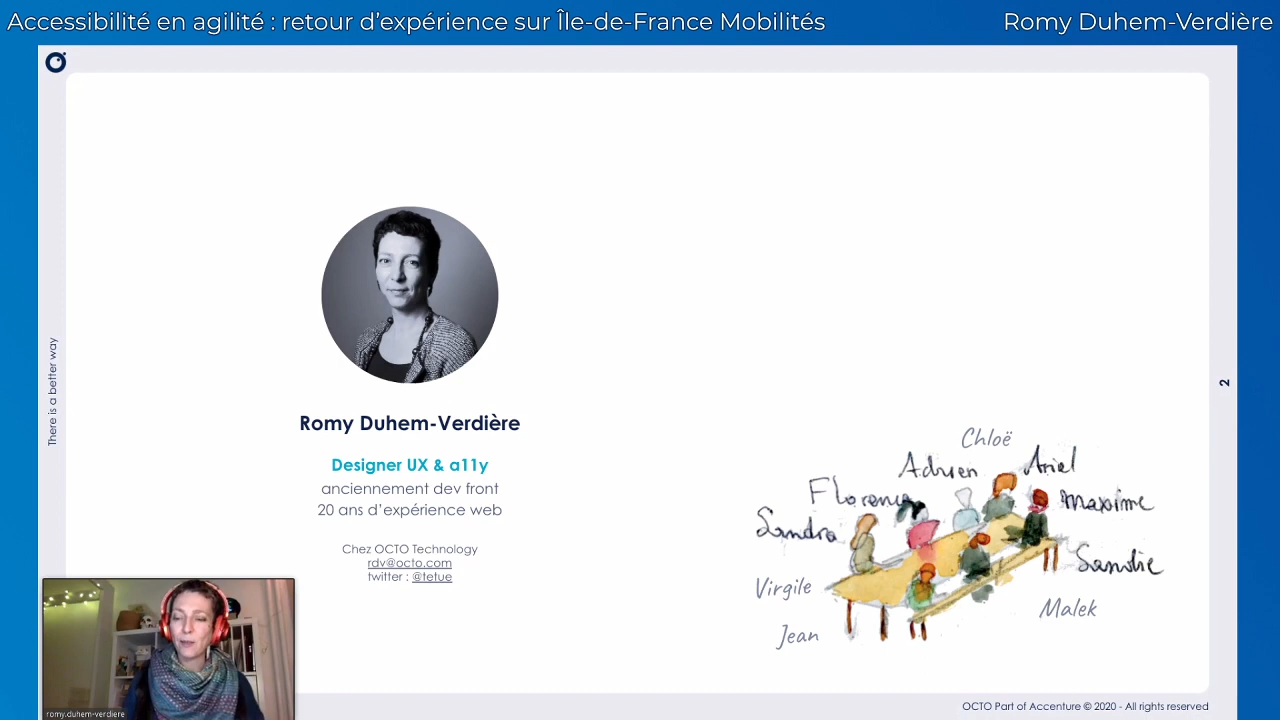 Accessibilité en agilité : retour d’expérience sur Île-de-France Mobilités
Romy Duhem-Verdière
There is a better way
2
Romy Duhem-Verdière
Designer UX & a11y
anciennement dev front
20 ans d’expérience web
Chez OCTO Technology
rdv@octo.com
twitter : @tetue
Chloë
Adrien
Ariel
Florence
Maxime
Sandra
Sandie
Virgile
Malek
Jean
romy.duhem-verdiere
OCTO Part of Accenture © 2020 - All rights reserved